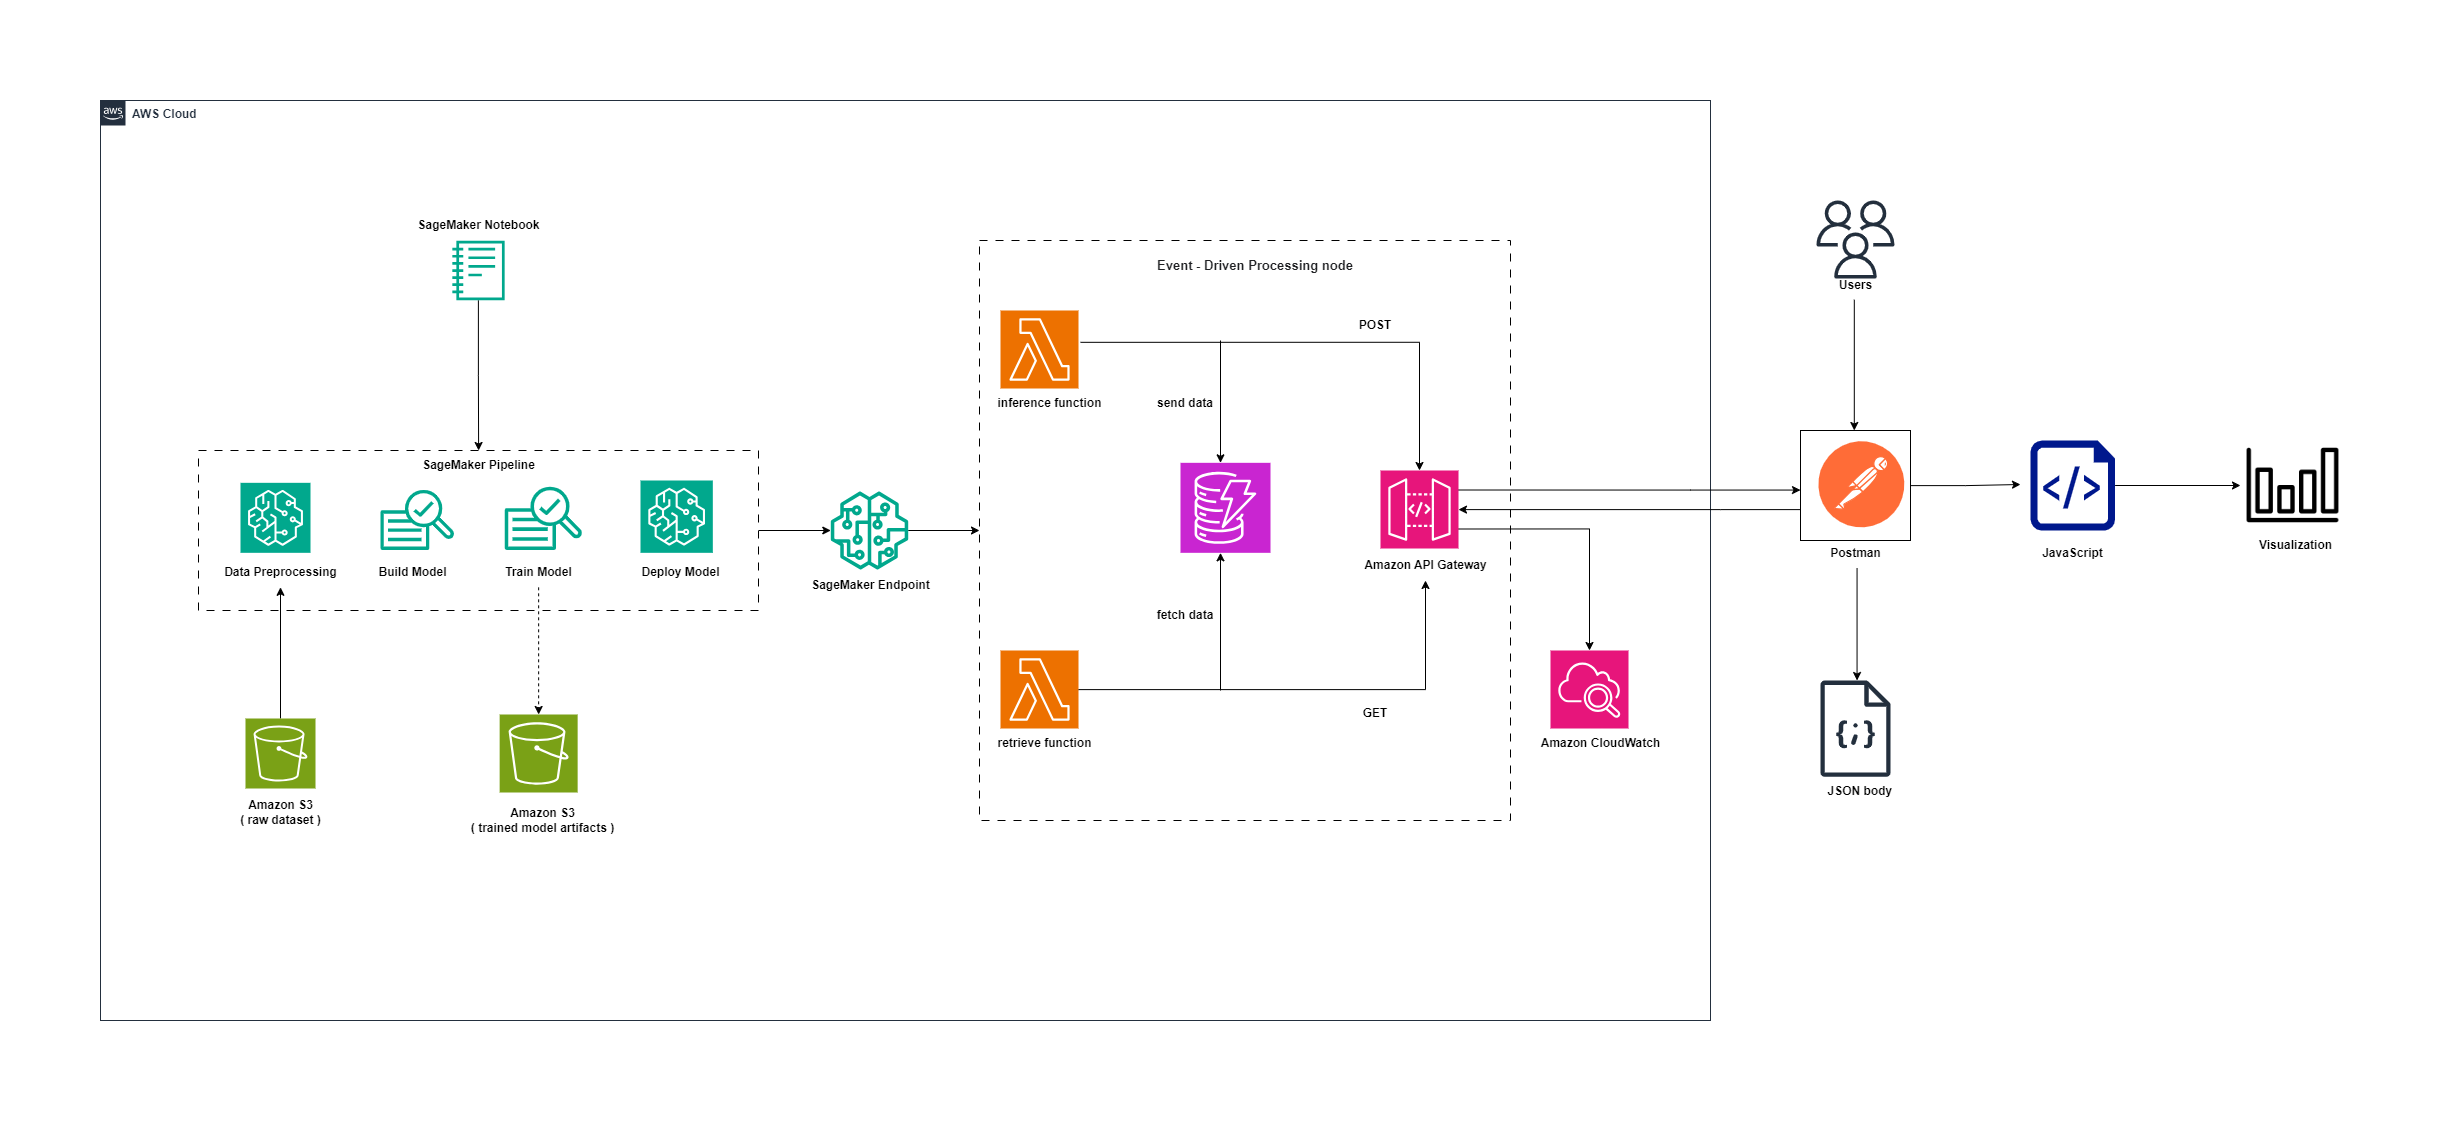 aws
AWS Cloud
SageMaker Notebook
SageMaker Pipeline
Data Preprocessing
Build Model
Train Model
Deploy Model
Amazon S3
( raw dataset )
Amazon S3
( trained model artifacts )
SageMaker Endpoint
Event - Driven Processing node
inference function
POST
send data
fetch data
Amazon API Gateway
retrieve function
GET
Amazon CloudWatch
Users
Postman
JavaScript
Visualization
JSON body